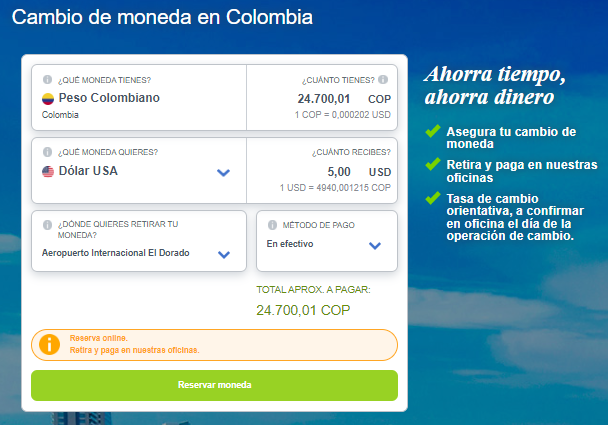 Cambio de moneda en Colombia
¿QUÉ MONEDA TIENES?
¿CUÁNTO TIENES?
Peso Colombiano
24.700,01 COP
Colombia
1 COP = 0,000202 USD
¿QUÉ MONEDA QUIERES?
¿CUÁNTO RECIBES?
Dólar USA
5,00 USD
1 USD = 4940,001215 COP
¿DÓNDE QUIERES RETIRAR TU
MONEDA?
Aeropuerto Internacional El Dorado
MÉTODO DE PAGO
En efectivo
TOTAL APROX. A PAGAR:
24.700,01 COP
Reserva online.
Retira y paga en nuestras oficinas.
Reservar moneda
Ahorra tiempo,
ahorra dinero
Asegura tu cambio de
moneda
Retira y paga en nuestras
oficinas
Tasa de cambio
orientativa, a confirmar
en oficina el día de la
operación de cambio.